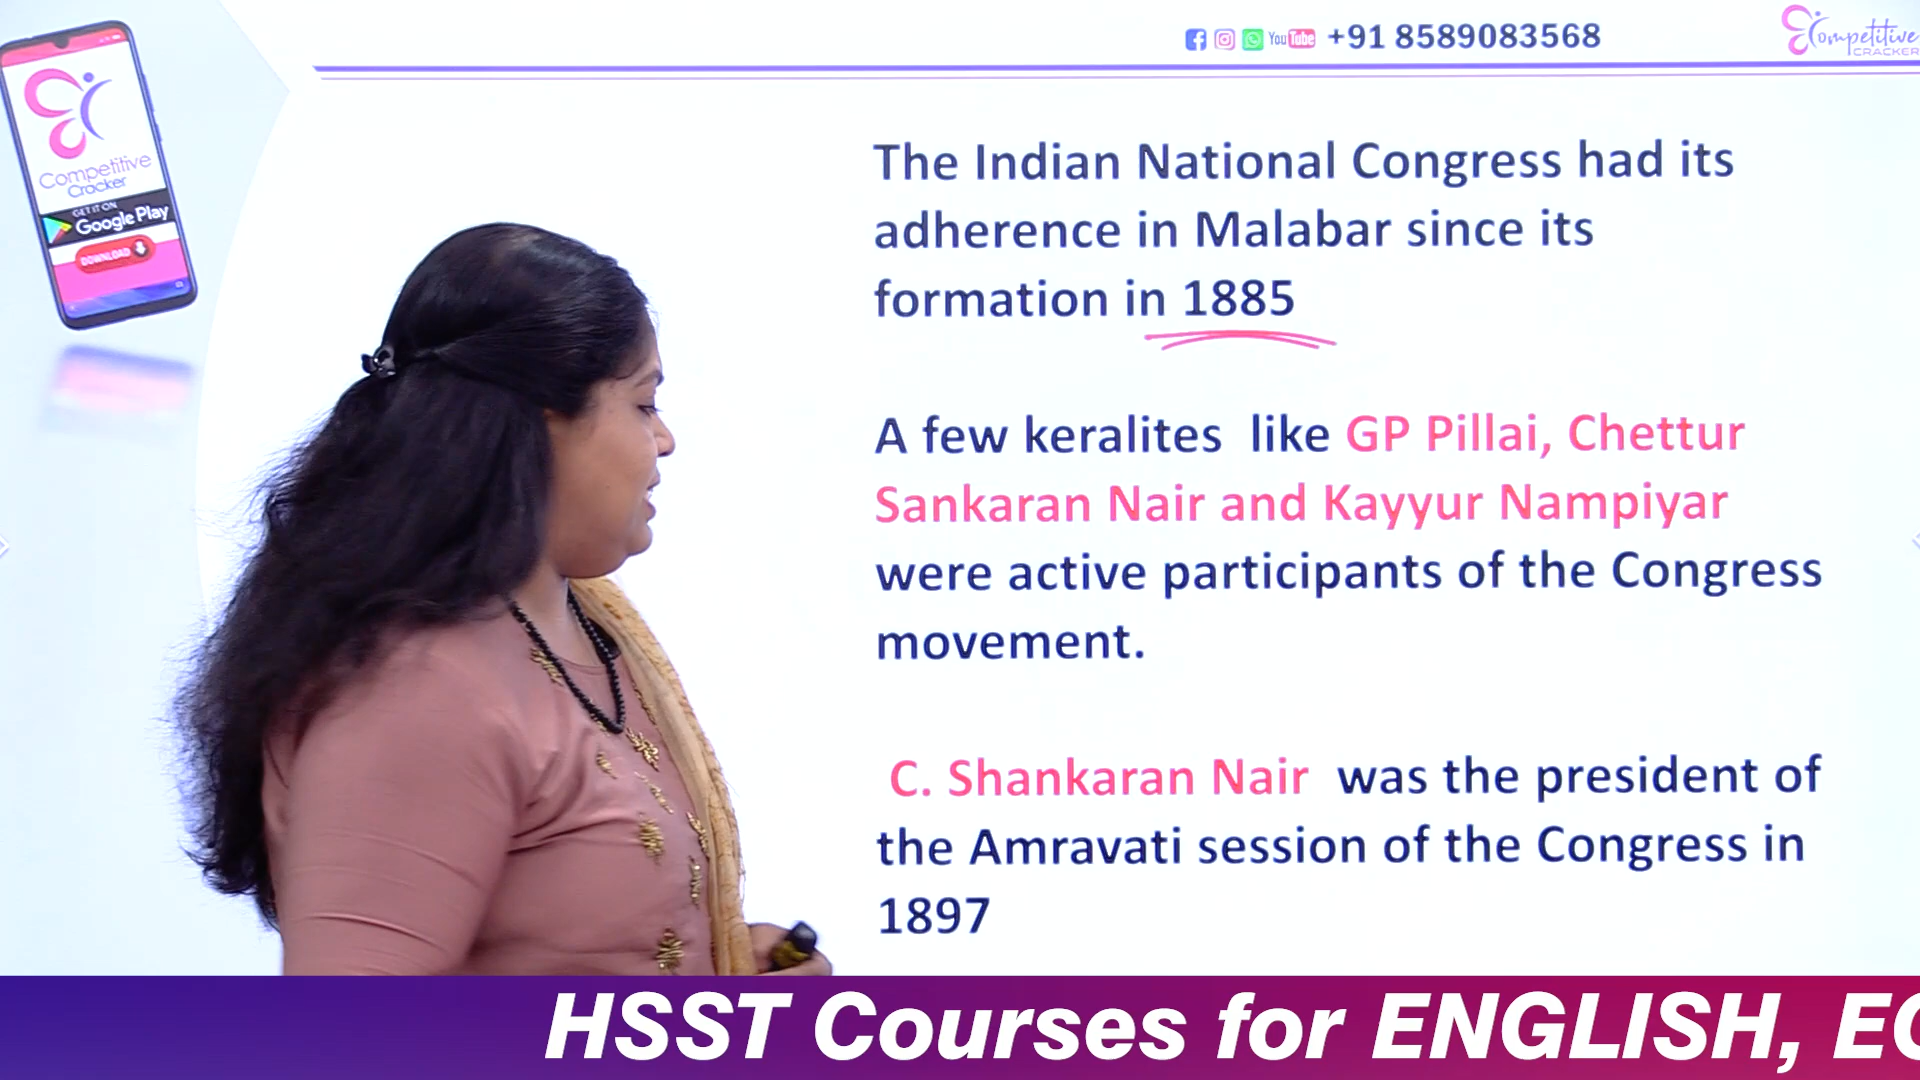 +91 8589083568
Competitive
CRACKER
Competitive
Cracker
GET IT ON
Google Play
DOWNLOAD
The Indian National Congress had its
adherence in Malabar since its
formation in 1885
A few keralites like GP Pillai, Chettur
Sankaran Nair and Kayyur Nampiyar
were active participants of the Congress
movement.
C. Shankaran Nair was the president of
the Amravati session of the Congress in
1897
HSST Courses for ENGLISH,